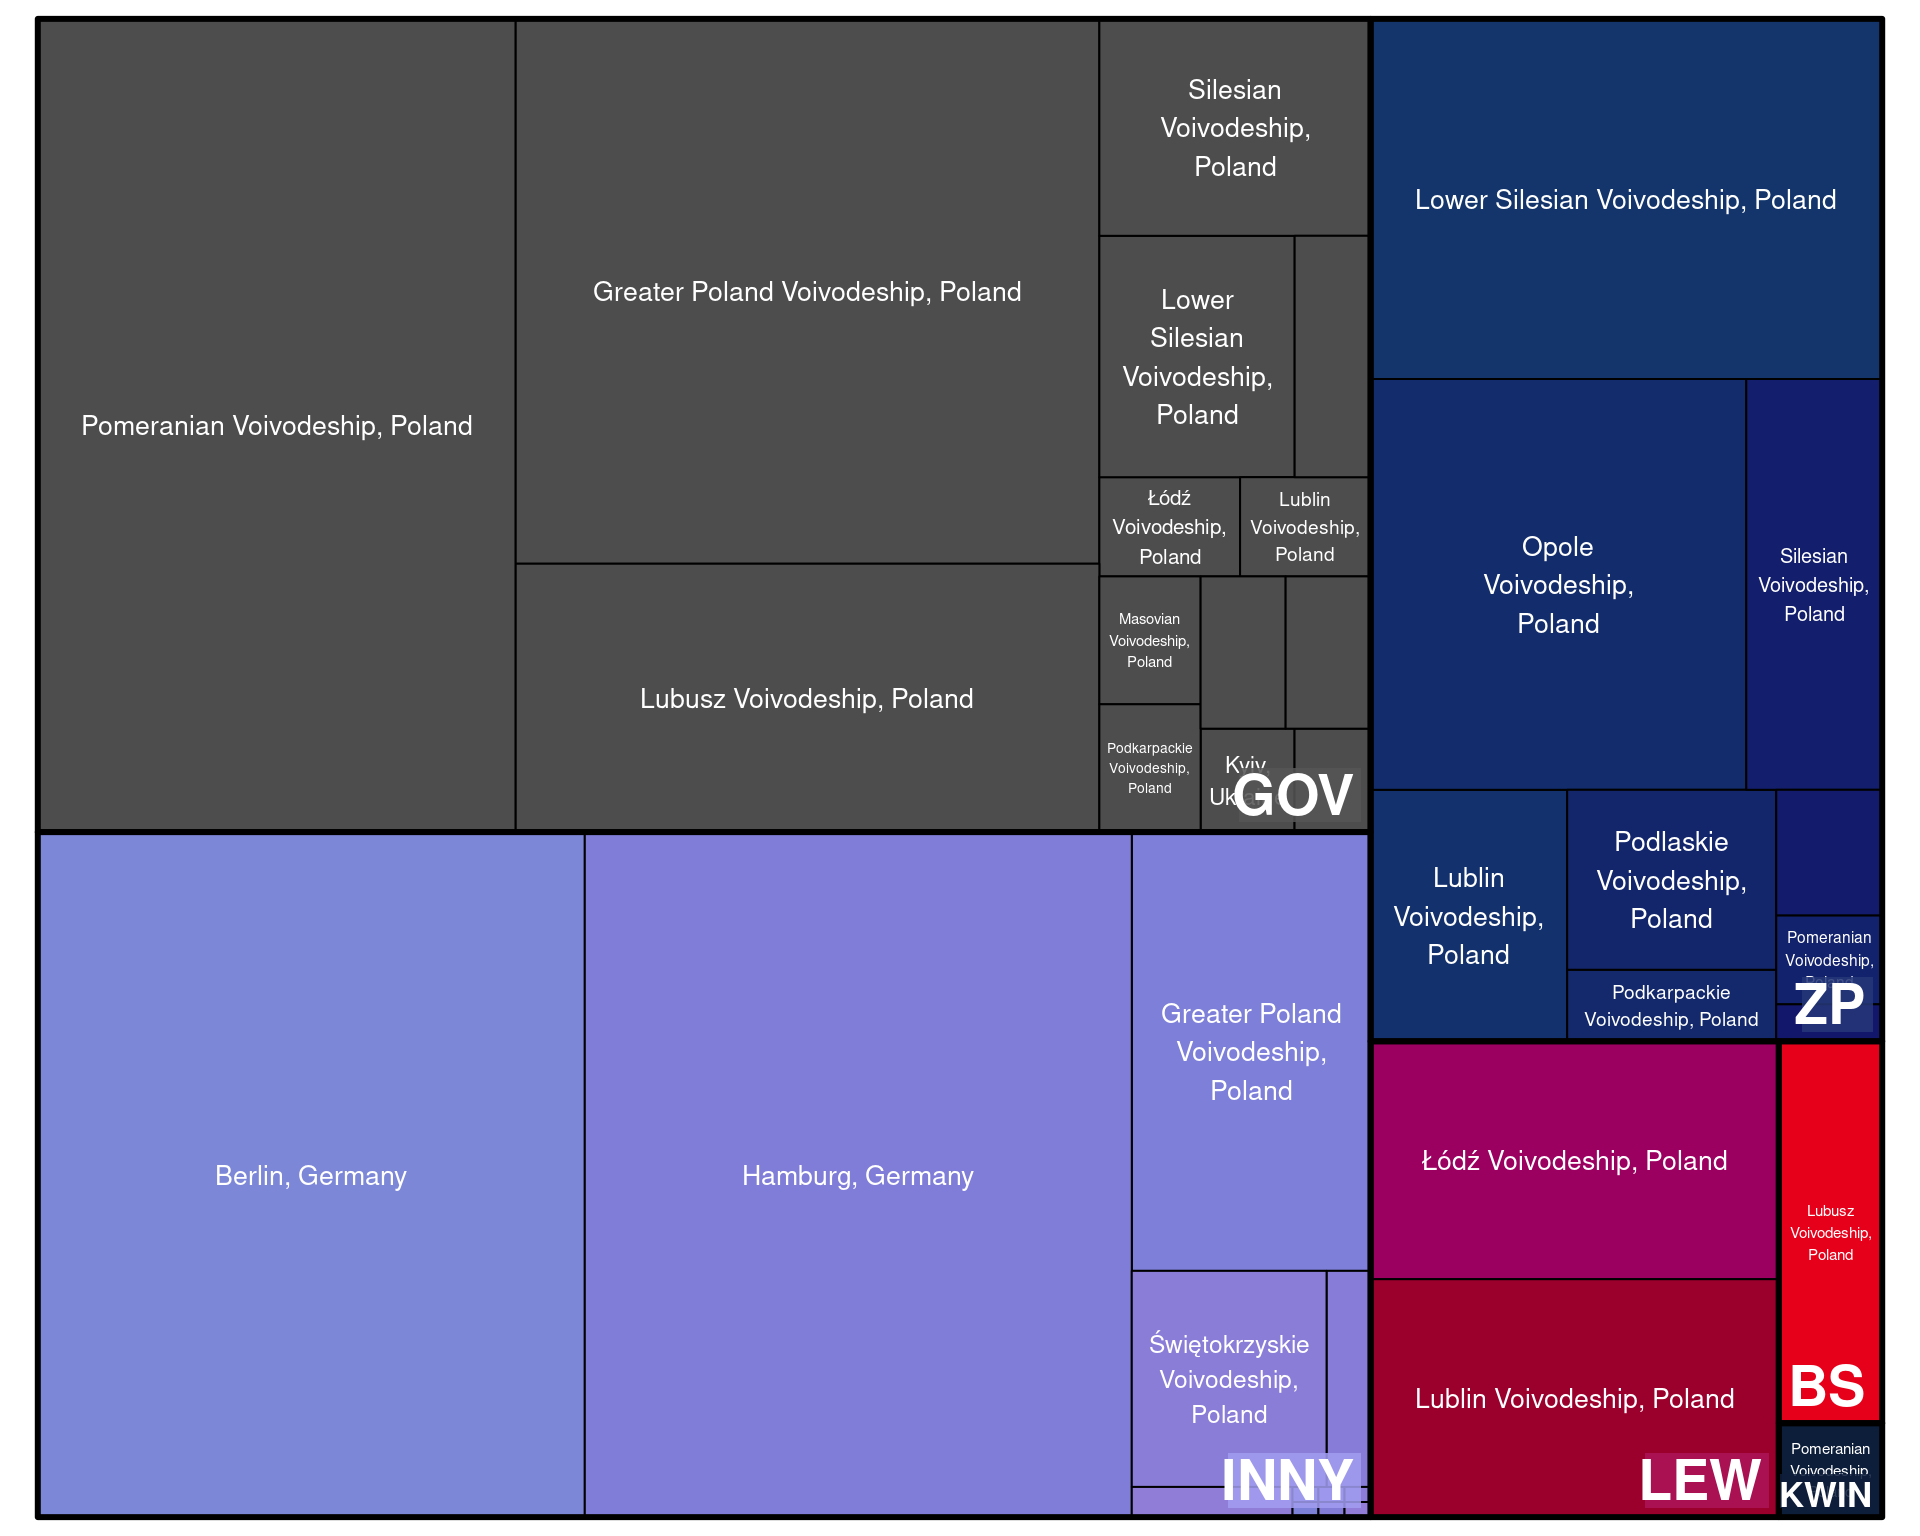 Pomeranian Voivodeship, Poland
Greater Poland Voivodeship, Poland
Lubusz Voivodeship, Poland
Silesian
Voivodeship,
Poland
Lower
Silesian
Voivodeship,
Poland
Łódź
Voivodeship,
Poland
Lublin
Voivodeship,
Poland
Masovian
Voivodeship,
Poland
Podkarpackie
Voivodeship,
Poland
Kyiv,
GOV
Berlin, Germany
Hamburg, Germany
Greater Poland
Voivodeship,
Poland
Świętokrzyskie
Voivodeship,
Poland
INNY
Lower Silesian Voivodeship, Poland
Opole
Voivodeship,
Poland
Silesian
Voivodeship,
Poland
Lublin
Voivodeship,
Poland
Podlaskie
Voivodeship,
Poland
Podkarpackie
Voivodeship, Poland
Pomeranian
Voivodeship,
ZP
Łódź Voivodeship, Poland
Lublin Voivodeship, Poland
LEW
Lubusz
Voivodeship,
Poland
BS
Pomeranian
Voivodeship,
KWIN